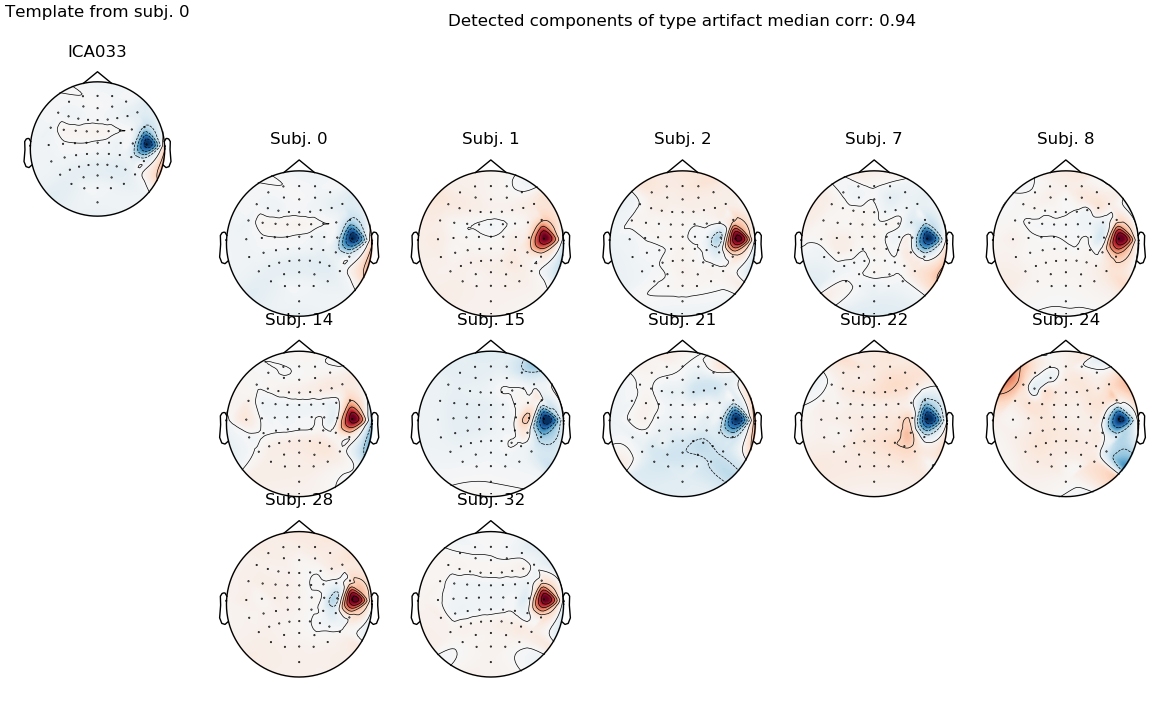 Template from subj. 0
Detected components of type artifact median corr: 0.94
ICA033
Subj. 0
Subj. 1
Subj. 2
Subj. 7
Subj. 8
Subj. 14
Subj. 15
Subj. 21
Subj. 22
Subj. 24
Subj. 28
Subj. 32